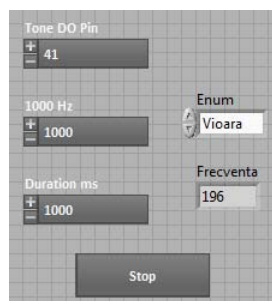 Tone DO Pin
41
1000 Hz
1000
Enum
Vioara
Duration ms
1000
Frecventa
196
Stop